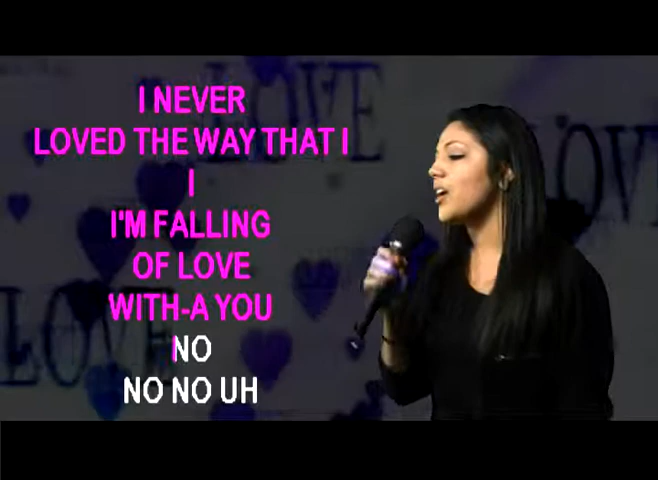 I NEVER
LOVED THE WAY THAT I
I
I'M FALLING
OF LOVE
WITH-A YOU
NO
NO NO UH
LOVE
LOVE
LOVE